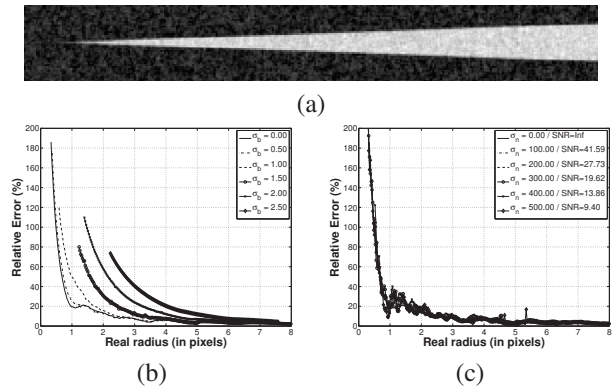 (a)
200
180
160
140
120
100
80
60
40
20
0
Relative Error (%)
σb = 0.00
σb = 0.50
σb = 1.00
σb = 1.50
σb = 2.00
σb = 2.50
0 1 2 3 4 5 6 7 8
Real radius (in pixels)
(b)
200
180
160
140
120
100
80
60
40
20
0
Relative Error (%)
σn = 0.00 / SNR=Inf
σn = 100.00 / SNR=41.59
σn = 200.00 / SNR=27.73
σn = 300.00 / SNR=19.62
σn = 400.00 / SNR=13.86
σn = 500.00 / SNR=9.40
0 1 2 3 4 5 6 7 8
Real radius (in pixels)
(c)